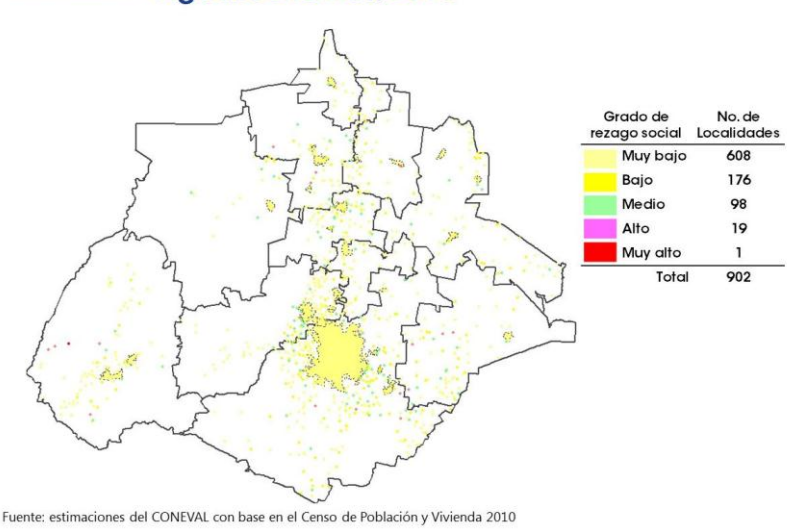 Grado de No. de
rezago social Localidades
Muy bajo 608
Bajo 176
Medio 98
Alto 19
Muy alto 1
Total 902
Fuente: estimaciones del CONEVAL con base en el Censo de Población y Vivienda 2010